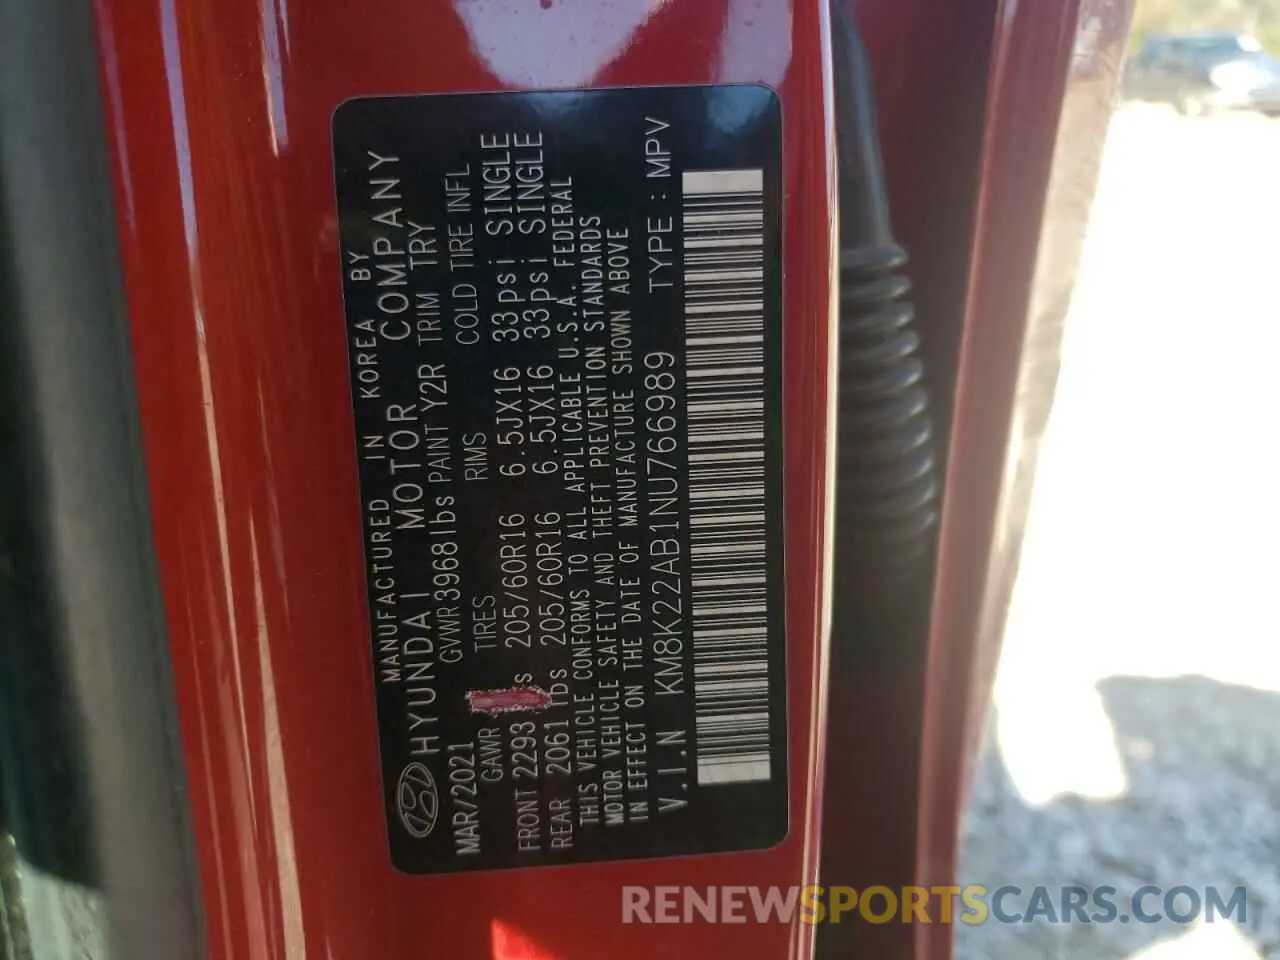 MANUFACTURED IN KOREA BY
HYUNDAI MOTOR COMPANY
MAR/2021 GVWR 3968 lbs PAINT Y2R TRIM TRY
GAWR TIRES RIMS COLD TIRE INFL
FRONT 2293 205/60R16 6.5JX16 33psi SINGLE
REAR 2061 lbs 205/60R16 6.5JX16 33psi SINGLE
THIS VEHICLE CONFORMS TO ALL APPLICABLE U.S.A. FEDERAL
MOTOR VEHICLE SAFETY AND THEFT PREVENTION STANDARDS
IN EFFECT ON THE DATE OF MANUFACTURE SHOWN ABOVE
V.I.N KM8K22AB1NU766989 TYPE : MPV
RENEWSPORTSCARS.COM